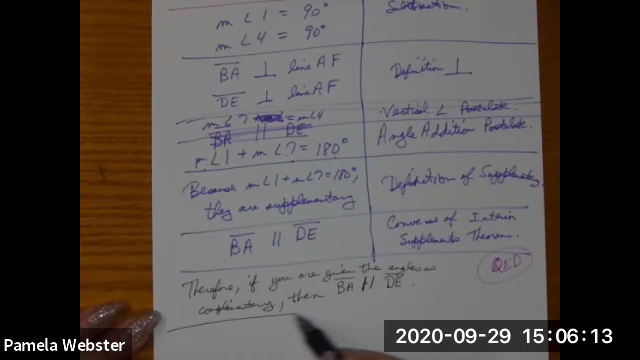 m∠1 = 90° Subtraction.
m∠4 = 90°
BA ⊥ line AF Definition ⊥
DE ⊥ line AF
m∠7 = m∠4 Vertical ∠ Postulate.
BA // DE
m∠1 + m∠7 = 180° Angle Addition Postulate.
Because m∠1 + m∠7 = 180°, Definition of Supplementary.
they are supplementary
BA // DE Converse of Interior
Supplements Theorem.
QED
Therefore, if you are given the angles as
complimentary, then BA // DE.
Pamela Webster
2020-09-29 15:06:13